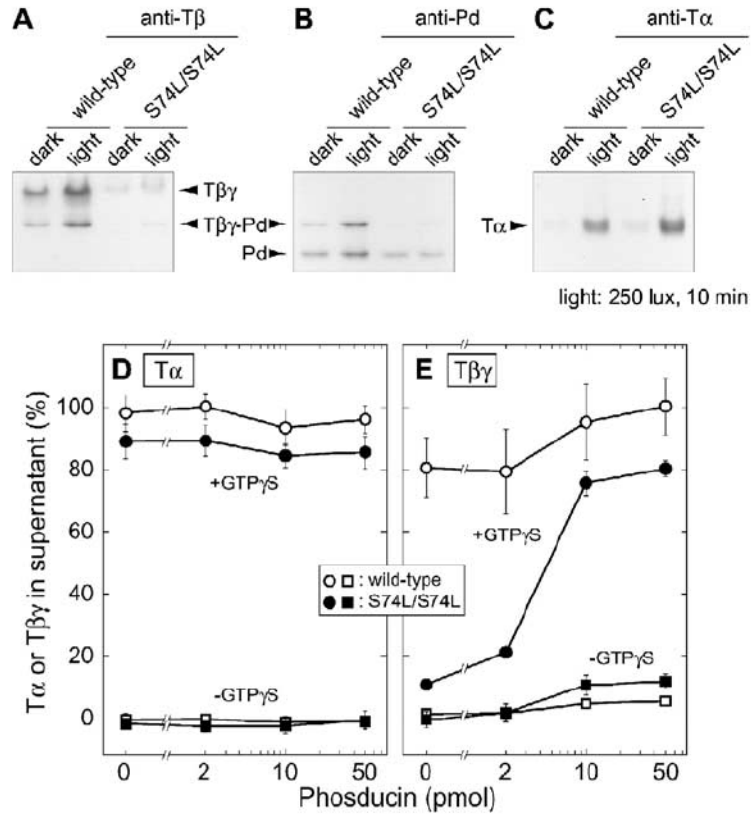 A anti-Tβ
wild-type S74L/S74L
dark light dark light
Tβγ
Tβγ-Pd
Pd
B anti-Pd
wild-type S74L/S74L
dark light dark light
C anti-Tα
wild-type S74L/S74L
dark light dark light
Tα
light: 250 lux, 10 min
Tα or Tβγ in supernatant (%)
100
80
60
40
20
0
D Tα
+GTPγS
-GTPγS
0 2 10 50
: wild-type
: S74L/S74L
E Tβγ
+GTPγS
-GTPγS
0 2 10 50
Phosducin (pmol)